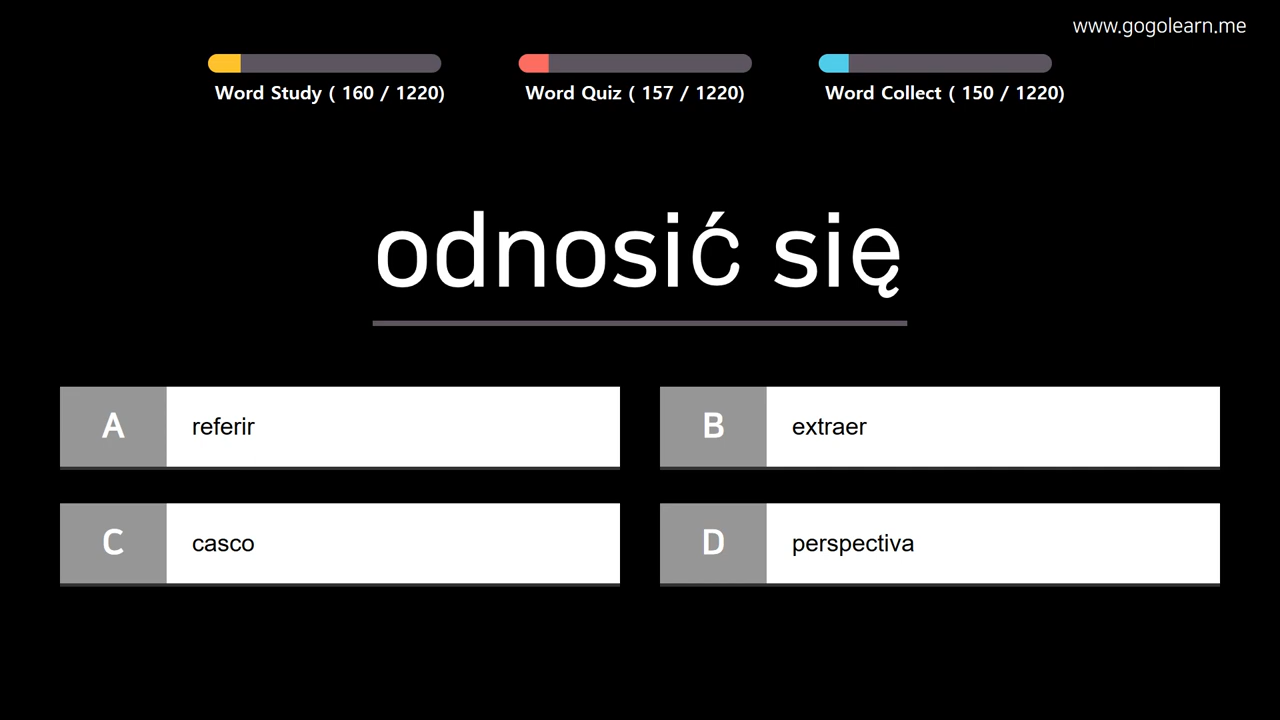 www.gogolearn.me
Word Study ( 160 / 1220)
Word Quiz ( 157 / 1220)
Word Collect ( 150 / 1220)
odnosić się
A referir
B extraer
C casco
D perspectiva